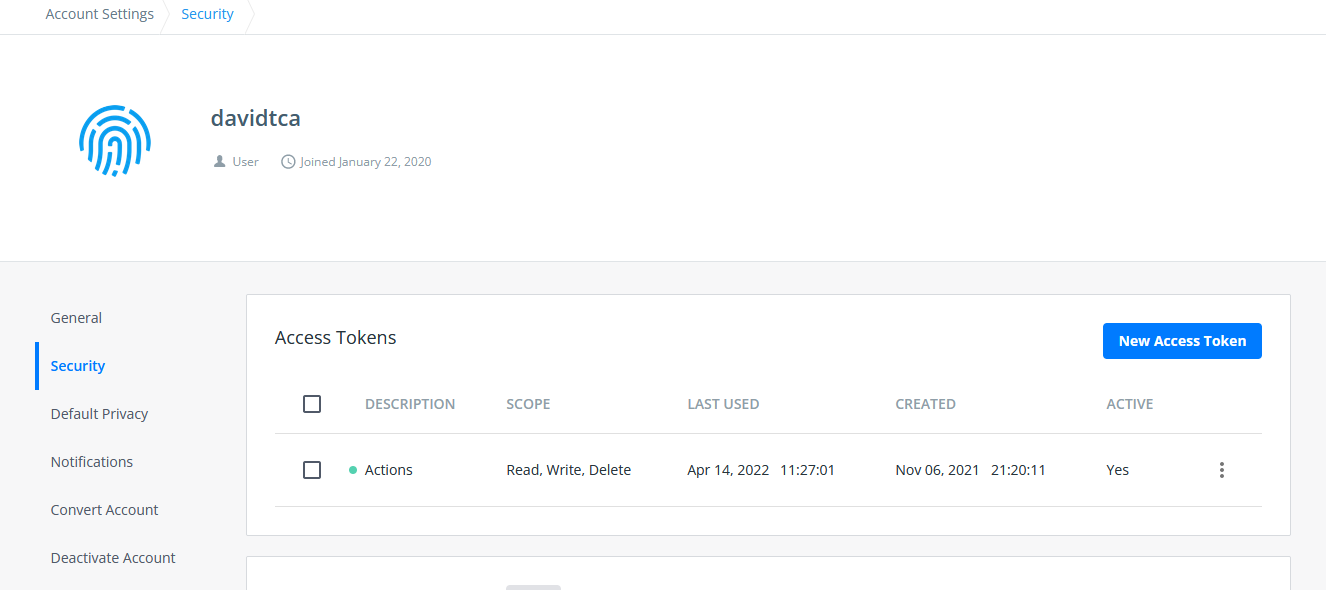 Account Settings Security
davidtca
User Joined January 22, 2020
General
Security
Default Privacy
Notifications
Convert Account
Deactivate Account
Access Tokens
New Access Token
DESCRIPTION SCOPE LAST USED CREATED ACTIVE
Actions Read, Write, Delete Apr 14, 2022 11:27:01 Nov 06, 2021 21:20:11 Yes